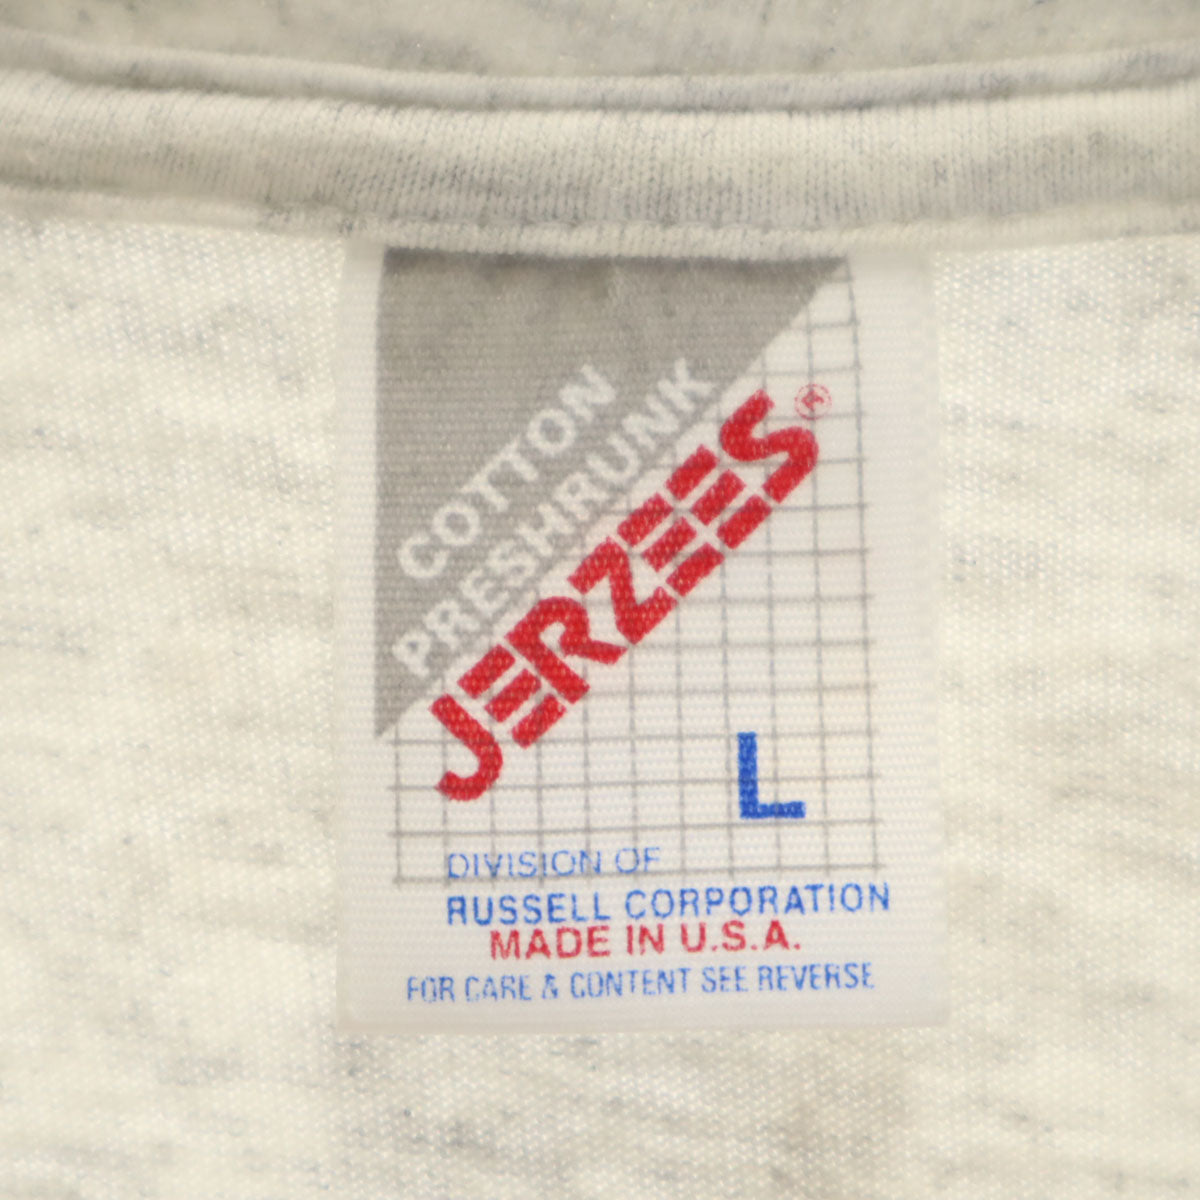 COTTON
PRESHRUNK
JERZEES®
L
DIVISION OF
RUSSELL CORPORATION
MADE IN U.S.A.
FOR CARE & CONTENT SEE REVERSE